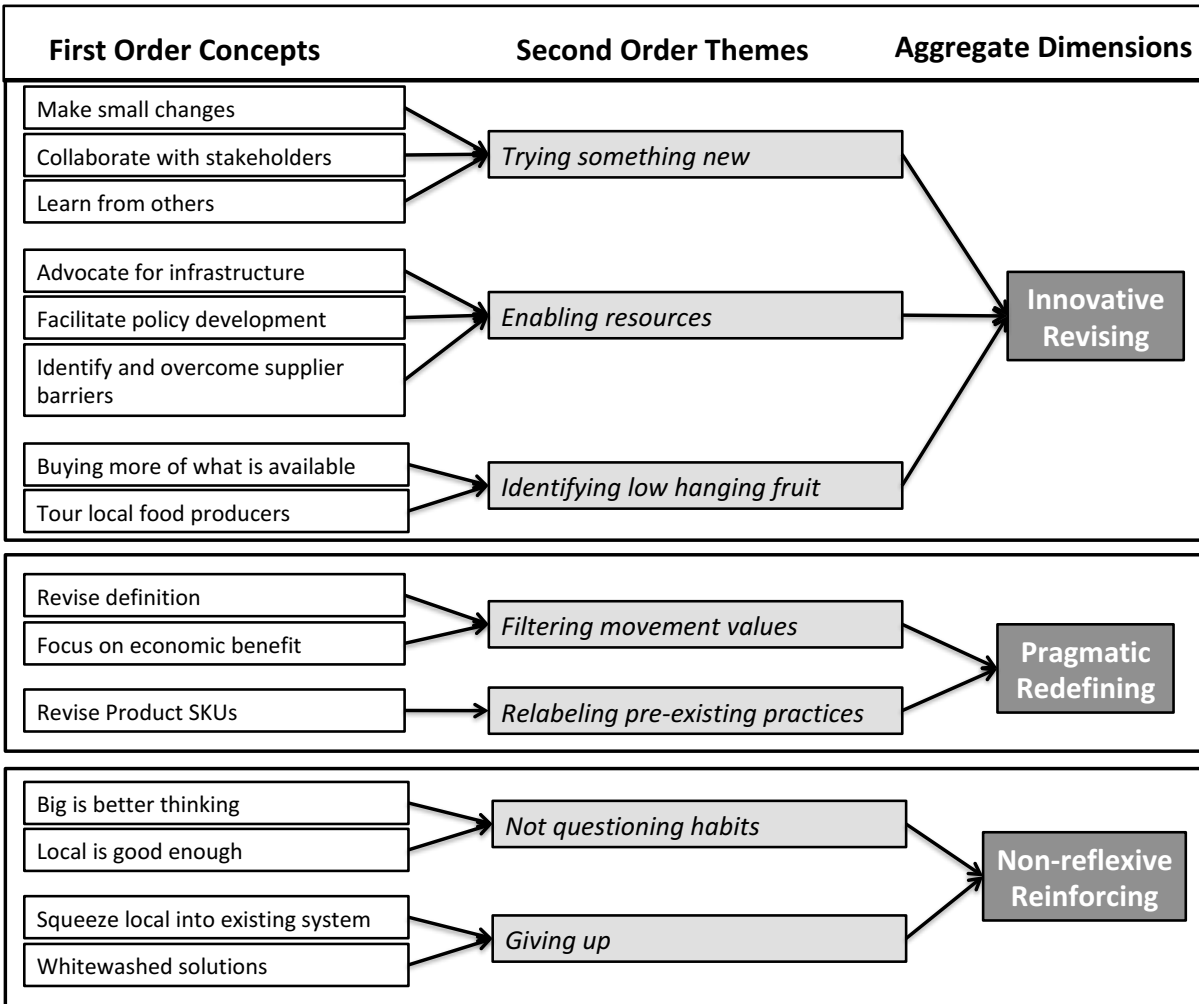 First Order Concepts
Second Order Themes
Aggregate Dimensions
Make small changes
Collaborate with stakeholders
Learn from others
Trying something new
Advocate for infrastructure
Facilitate policy development
Identify and overcome supplier
barriers
Enabling resources
Buying more of what is available
Tour local food producers
Identifying low hanging fruit
Innovative
Revising
Revise definition
Focus on economic benefit
Filtering movement values
Revise Product SKUs
Relabeling pre-existing practices
Pragmatic
Redefining
Big is better thinking
Local is good enough
Not questioning habits
Squeeze local into existing system
Whitewashed solutions
Giving up
Non-reflexive
Reinforcing